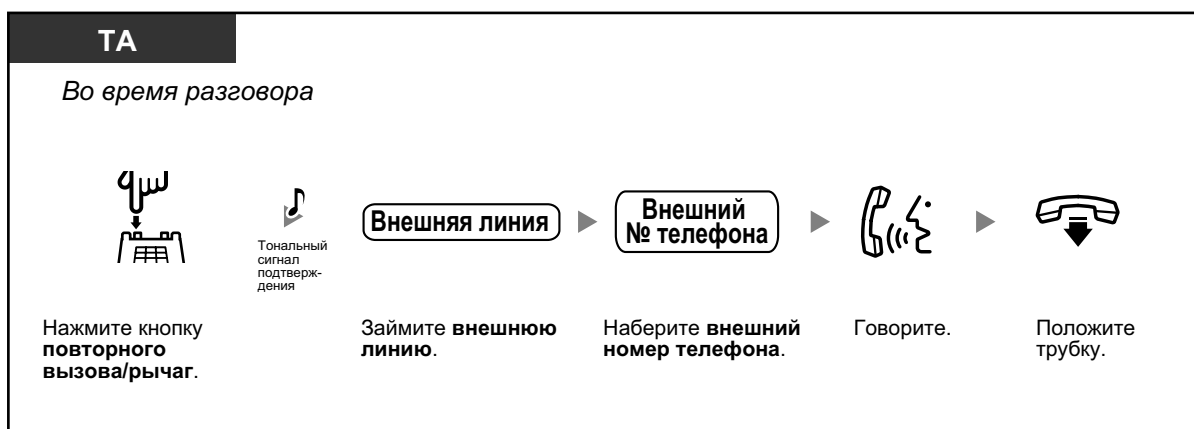 ТА
Во время разговора
Тональный
сигнал
подтверж-
дения
Внешняя линия
Внешний
№ телефона
Нажмите кнопку
повторного
вызова/рычаг.
Займите внешнюю
линию.
Наберите внешний
номер телефона.
Говорите.
Положите
трубку.